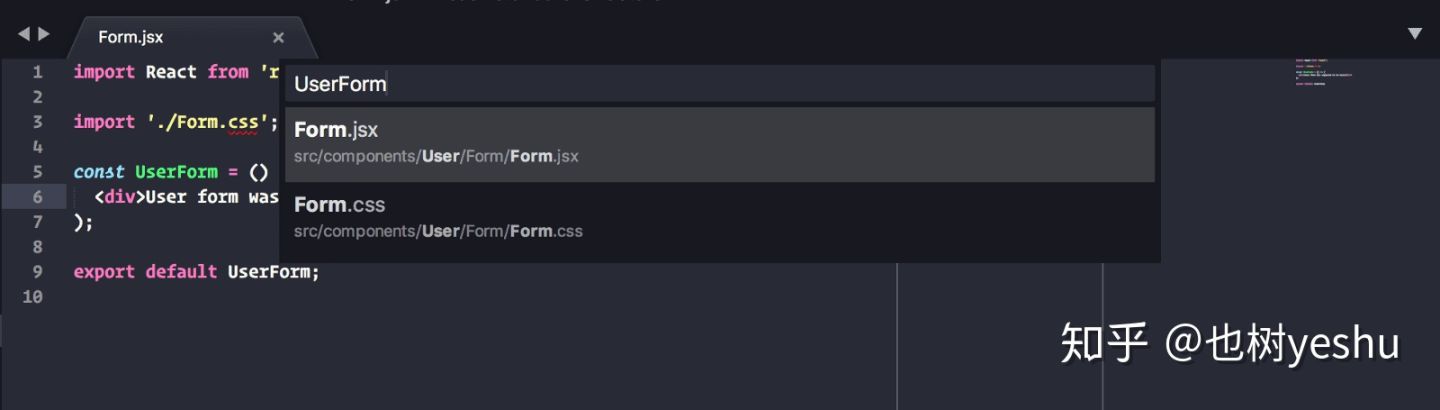 Form.jsx ×
1 import React from 'r
2
3 import './Form.css';
4
5 const UserForm = ()
6 <div>User form was
7 );
8
9 export default UserForm;
10
UserForm
Form.jsx
src/components/User/Form/Form.jsx
Form.css
src/components/User/Form/Form.css
知乎 @也树yeshu